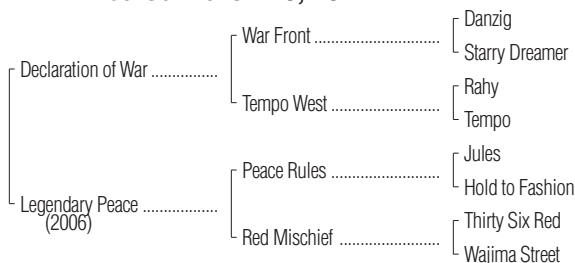 Danzig
War Front
Starry Dreamer
Declaration of War
Rahy
Tempo West
Tempo
Jules
Peace Rules
Hold to Fashion
Legendary Peace
(2006)
Thirty Six Red
Red Mischief
Wajima Street